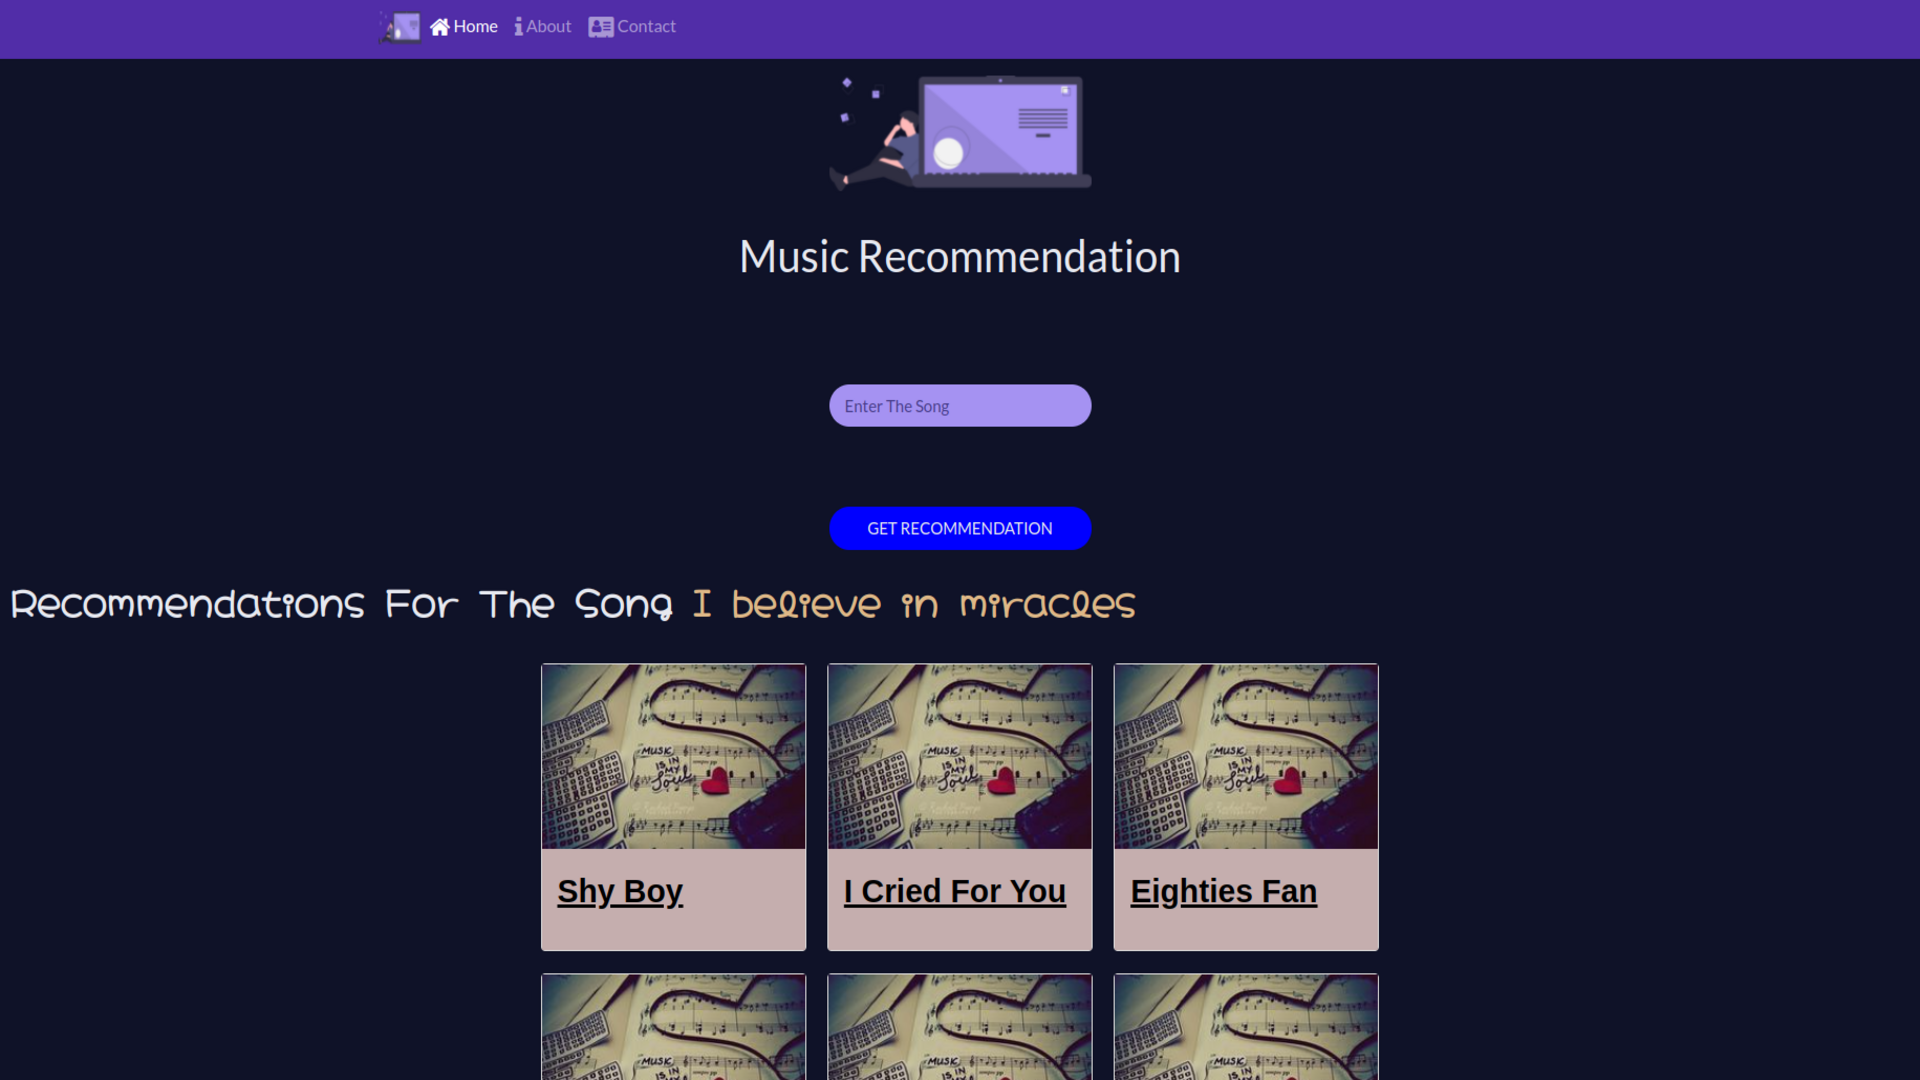 Home About Contact
Music Recommendation
Enter The Song
GET RECOMMENDATION
Recommendations For The Song I believe in miracles
MUSIC MUSIC MUSIC
IS IN IS IN IS IN
MY MY MY
Soul Soul Soul
Shy Boy I Cried For You Eighties Fan
MUSIC MUSIC MUSIC
IS IN IS IN IS IN